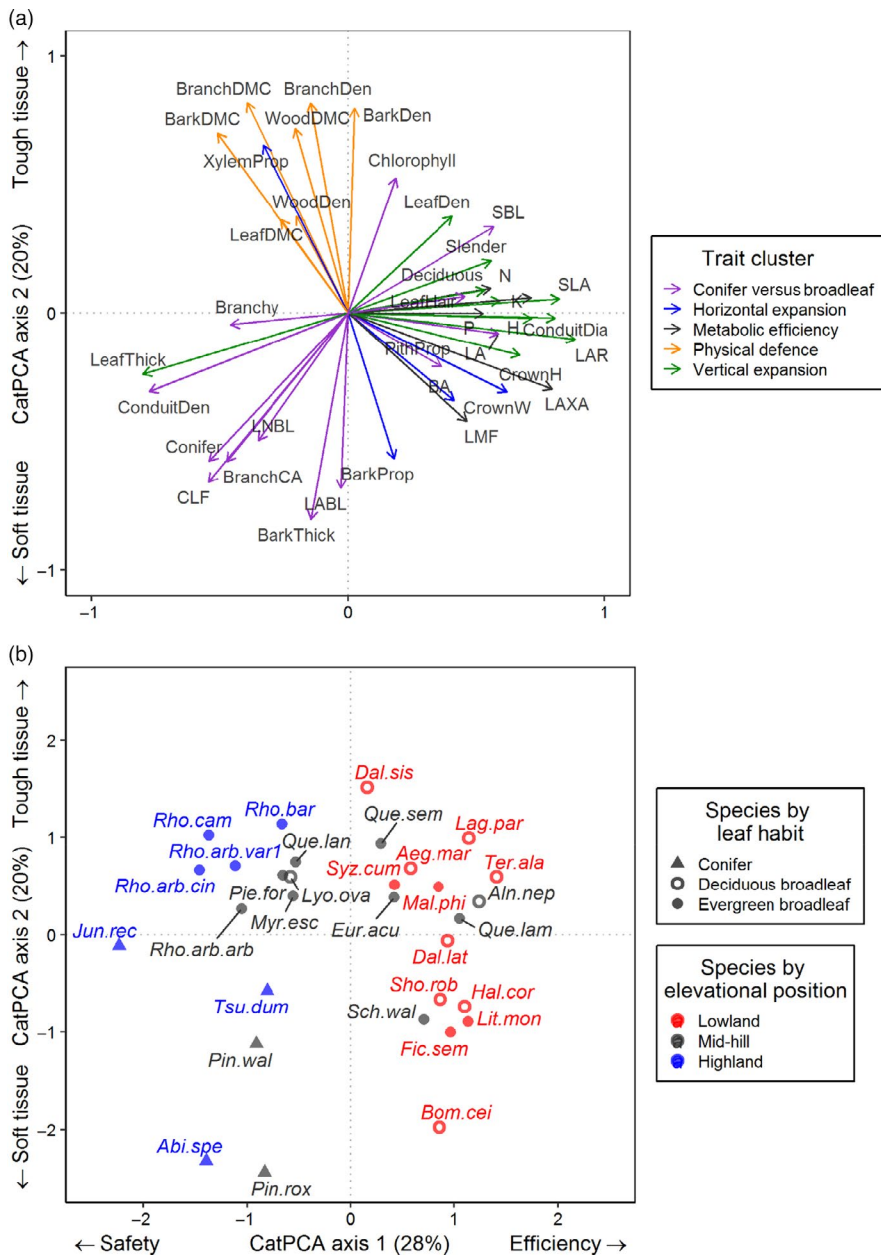 (a)
Tough tissue →
CatPCA axis 2 (20%)
← Soft tissue
1
0
−1
−1
0
1
BranchDMC
BranchDen
BarkDMC
WoodDMC
BarkDen
XylemProp
Chlorophyll
WoodDen
LeafDen
SBL
LeafDMC
Slender
Deciduous
N
Branchy
LeafHair
K
P
H
ConduitDia
LeafThick
PithProp
LA
LAR
ConduitDen
BA
CrownH
CrownW
LAXA
Conifer
LNBL
LMF
CLF
BranchCA
BarkProp
LABL
BarkThick
Trait cluster
Conifer versus broadleaf
Horizontal expansion
Metabolic efficiency
Physical defence
Vertical expansion
(b)
Tough tissue →
CatPCA axis 2 (20%)
← Soft tissue
2
1
0
−1
−2
Dal.sis
Rho.bar
Que.sem
Rho.cam
Que.lan
Lag.par
Rho.arb.var1
Aeg.mar
Syz.cum
Ter.ala
Rho.arb.cin
Pie.for
Lyo.ova
Mal.phi
Aln.nep
Myr.esc
Eur.acu
Que.lam
Jun.rec
Rho.arb.arb
Dal.lat
Tsu.dum
Sho.rob
Hal.cor
Sch.wal
Lit.mon
Pin.wal
Fic.sem
Bom.cei
Abi.spe
Pin.rox
−2
−1
0
1
2
← Safety
CatPCA axis 1 (28%)
Efficiency →
Species by
leaf habit
Conifer
Deciduous broadleaf
Evergreen broadleaf
Species by
elevational position
Lowland
Mid-hill
Highland